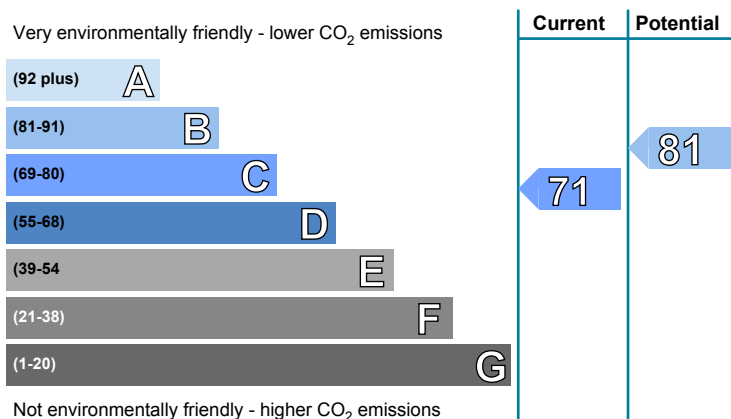 Very environmentally friendly - lower CO2 emissions
Current
Potential
(92 plus) A
(81-91) B
(69-80) C
(55-68) D
(39-54 E
(21-38) F
(1-20) G
71
81
Not environmentally friendly - higher CO2 emissions